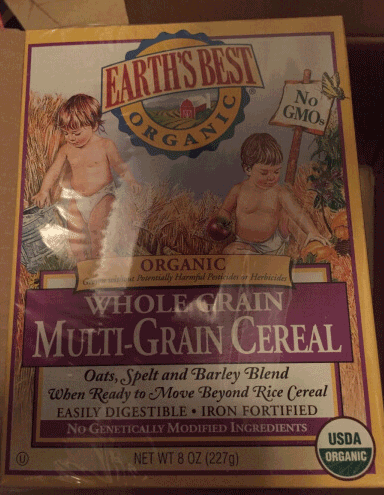 EARTH'S BEST
®
ORGANIC
No
GMOs
ORGANIC
Potentially Harmful Pesticides or Herbicides
WHOLE GRAIN
MULTI-GRAIN CEREAL
Oats, Spelt and Barley Blend
When Ready to Move Beyond Rice Cereal
EASILY DIGESTIBLE • IRON FORTIFIED
NO GENETICALLY MODIFIED INGREDIENTS
U
NET WT 8 OZ (227g)
USDA
ORGANIC